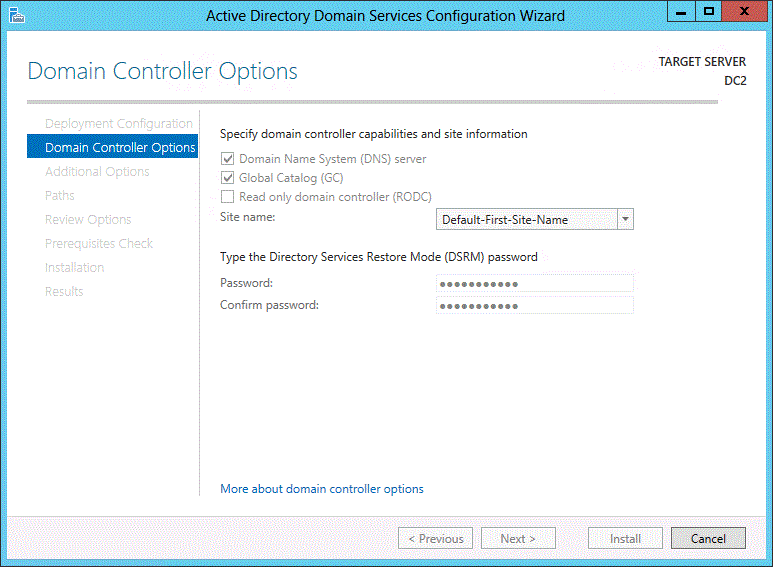 Active Directory Domain Services Configuration Wizard
Domain Controller Options
TARGET SERVER
DC2
Deployment Configuration
Domain Controller Options
Additional Options
Paths
Review Options
Prerequisites Check
Installation
Results
Specify domain controller capabilities and site information
Domain Name System (DNS) server
Global Catalog (GC)
Read only domain controller (RODC)
Site name: Default-First-Site-Name
Type the Directory Services Restore Mode (DSRM) password
Password: ●●●●●●●●●●●
Confirm password: ●●●●●●●●●●●
More about domain controller options
< Previous Next > Install Cancel